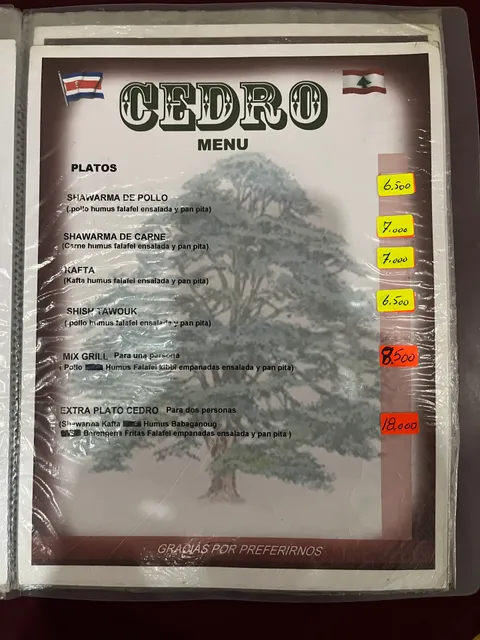 CEDRO
MENU
PLATOS
SHAWARMA DE POLLO 6.500
(.pollo humus falafel ensalada y pan pita)
SHAWARMA DE CARNE 7.000
(Carne humus falafel ensalada y pan pita)
KAFTA 7.000
(Kafta humus falafel ensalada y pan pita)
SHISH TAWOUK 6.500
(.pollo humus falafel ensalada y pan pita)
MIX GRILL Para una persona 8.500
( Pollo Humus Falafel kibbi empanadas ensalada y pan pita)
EXTRA PLATO CEDRO Para dos personas
(Shawarma Kafta Humus Babaganoug 18.000
Berengena Fritas Falafel empanadas ensalada y pan pita )
GRACIAS POR PREFERIRNOS